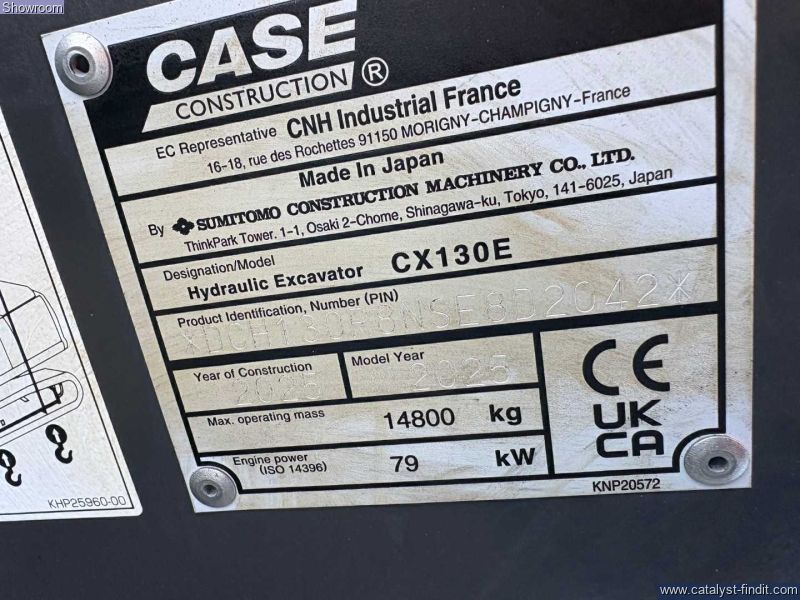 Showroom
CASE
CONSTRUCTION ®
EC Representative CNH Industrial France
16-18, rue des Rochettes 91150 MORIGNY-CHAMPIGNY-France
Made In Japan
By SUMITOMO CONSTRUCTION MACHINERY CO., LTD.
ThinkPark Tower. 1-1, Osaki 2-Chome, Shinagawa-ku, Tokyo, 141-6025, Japan
Designation/Model
Hydraulic Excavator CX130E
Product Identification, Number (PIN)
Year of Construction
2025
Model Year
2025
Max. operating mass 14800 kg
Engine power
(ISO 14396) 79 kW
CE
UK
CA
KNP20572
KHP25960-00
www.catalyst-findit.com